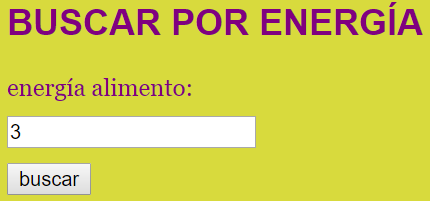 BUSCAR POR ENERGÍA
energía alimento:
3
buscar